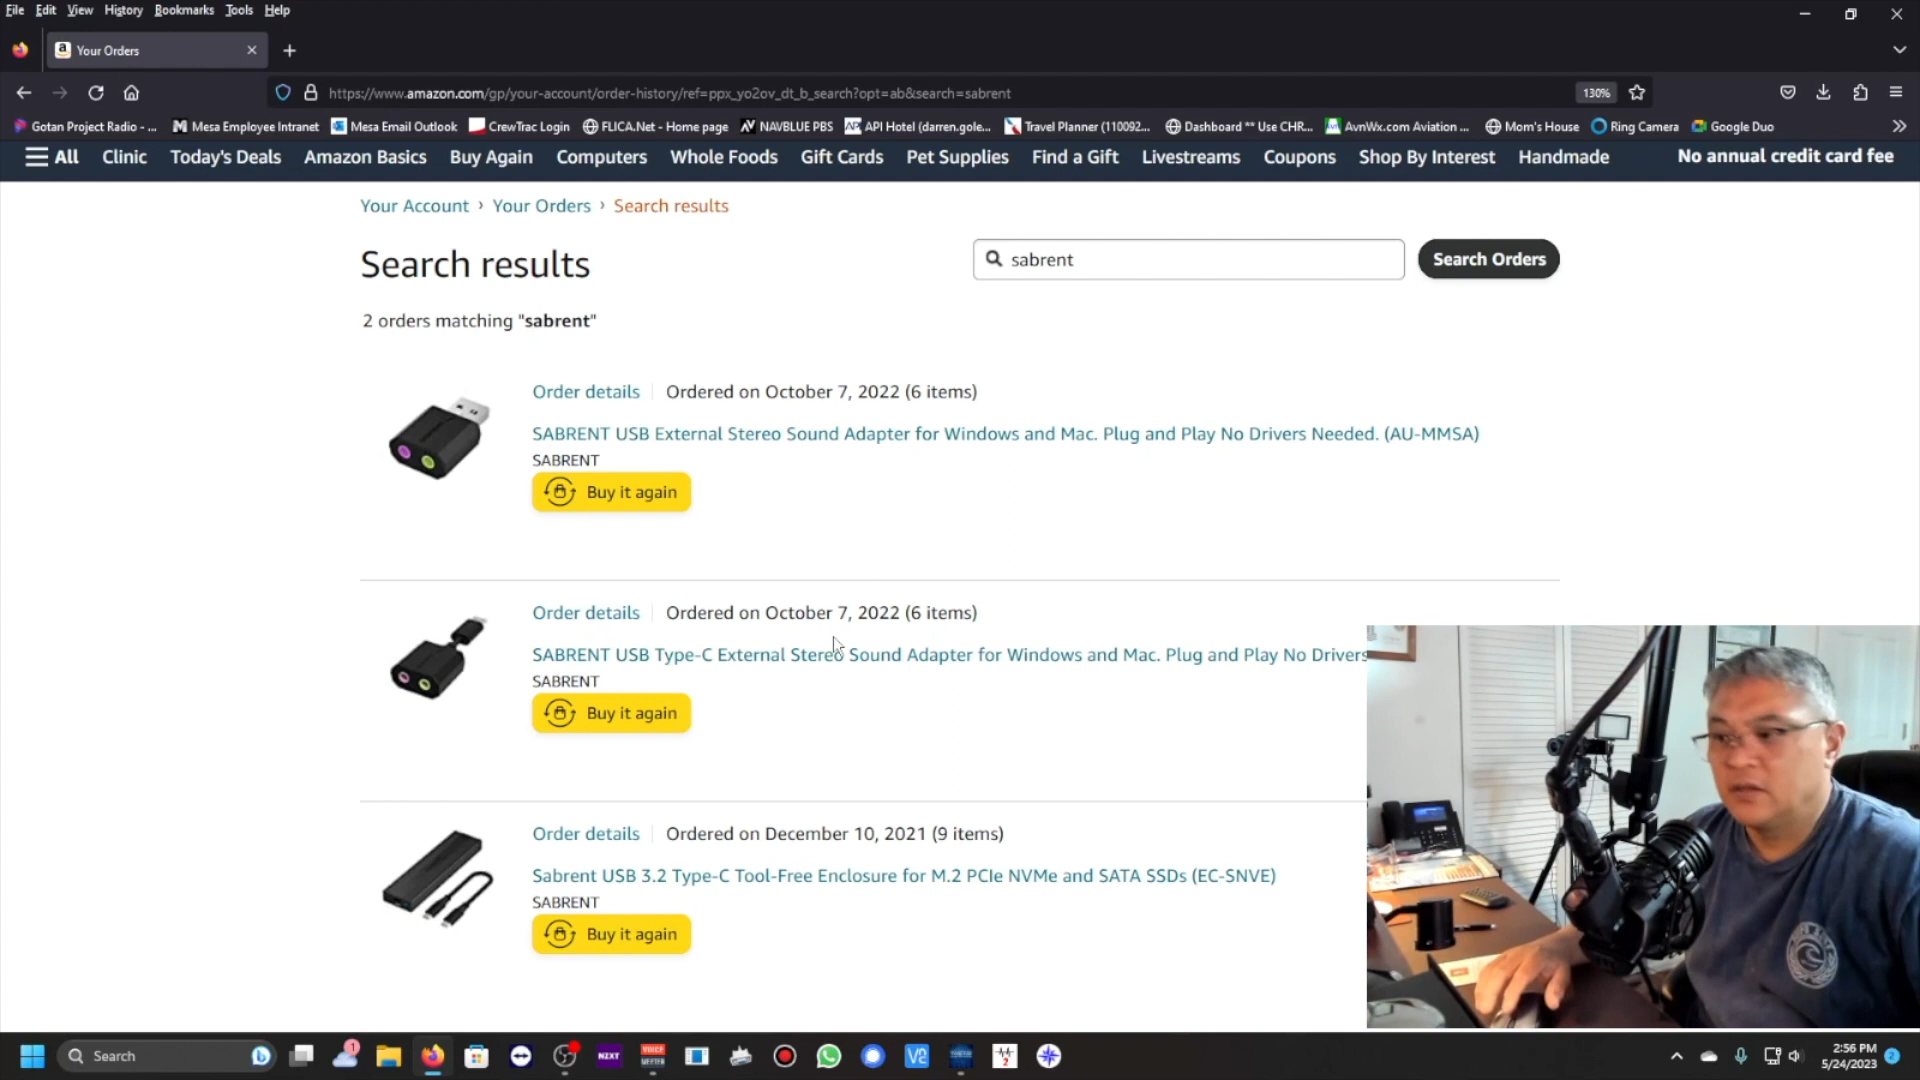 File Edit View History Bookmarks Tools Help
Your Orders
https://www.amazon.com/gp/your-account/order-history/ref=ppx_yo2ov_dt_b_search?opt=ab&search=sabrent
130%
Gotan Project Radio - ... Mesa Employee Intranet Mesa Email Outlook CrewTrac Login FLICA.Net - Home page NAVBLUE PBS API Hotel (darren.gole... Travel Planner (110092... Dashboard ** Use CHR... AvnWx.com Aviation ... Mom's House Ring Camera Google Duo
All Clinic Today's Deals Amazon Basics Buy Again Computers Whole Foods Gift Cards Pet Supplies Find a Gift Livestreams Coupons Shop By Interest Handmade No annual credit card fee
Your Account › Your Orders › Search results
Search results
sabrent
Search Orders
2 orders matching "sabrent"
Order details Ordered on October 7, 2022 (6 items)
SABRENT USB External Stereo Sound Adapter for Windows and Mac. Plug and Play No Drivers Needed. (AU-MMSA)
SABRENT
Buy it again
Order details Ordered on October 7, 2022 (6 items)
SABRENT USB Type-C External Stereo Sound Adapter for Windows and Mac. Plug and Play No Drivers
SABRENT
Buy it again
Order details Ordered on December 10, 2021 (9 items)
Sabrent USB 3.2 Type-C Tool-Free Enclosure for M.2 PCIe NVMe and SATA SSDs (EC-SNVE)
SABRENT
Buy it again
Search
1
NZXT
VOICE
MEETER
2
2:56 PM
5/24/2023
2